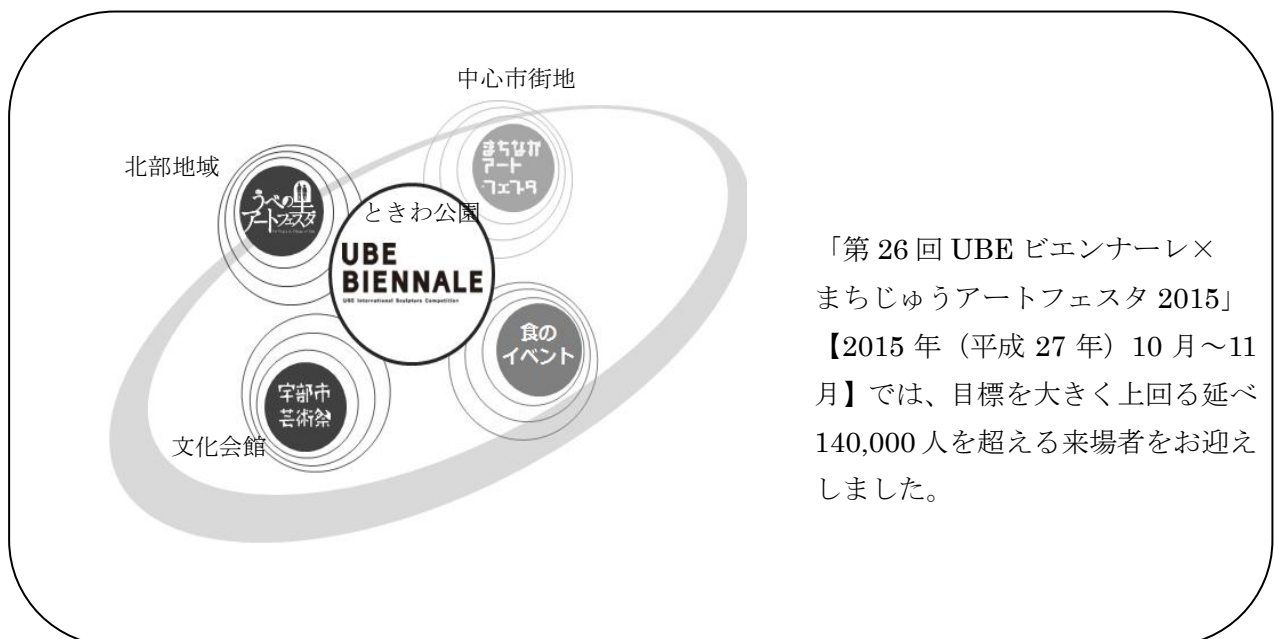 中心市街地
まちなか
アート
フェスタ
北部地域
うべの里
アートフェスタ
ときわ公園
UBE
BIENNALE
UBE International Sculpture Competition
食の
イベント
宇部市
芸術祭
文化会館
「第 26 回 UBE ビエンナーレ×
まちじゅうアートフェスタ 2015」
【2015 年（平成 27 年）10 月～11
月】では、目標を大きく上回る延べ
140,000 人を超える来場者をお迎え
しました。